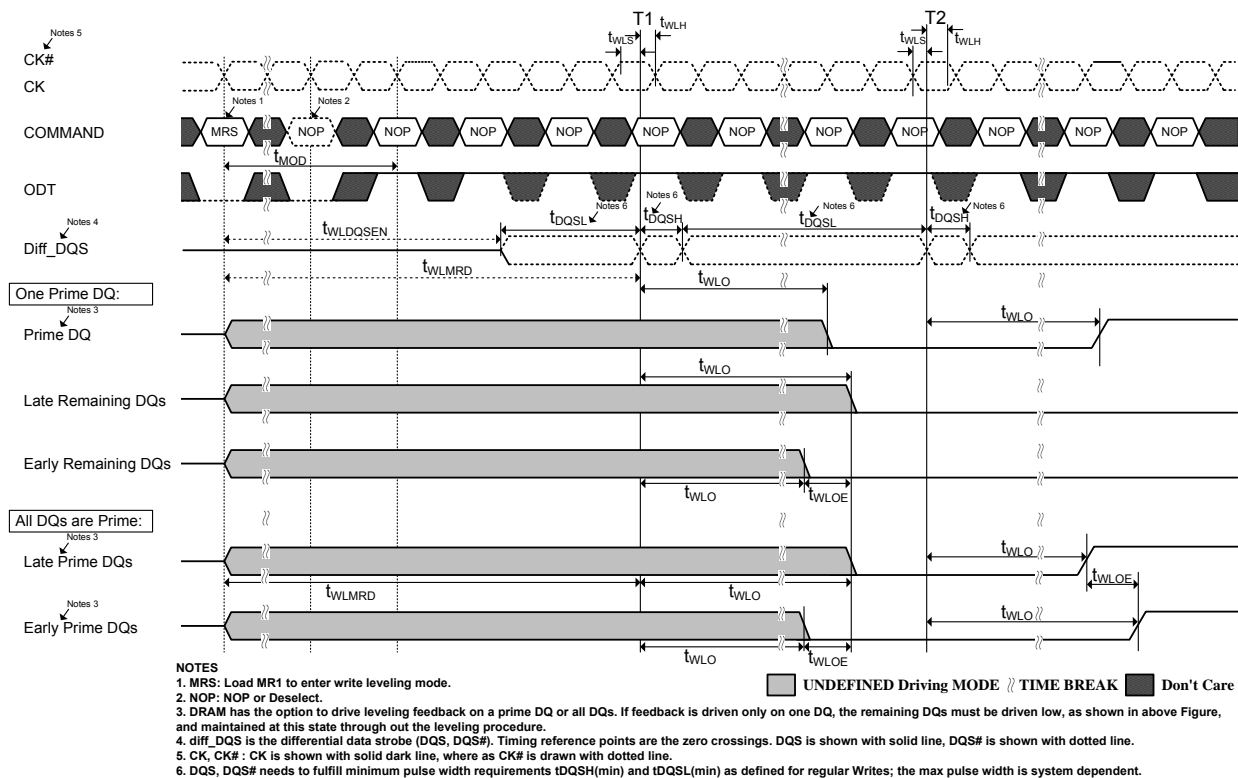 T1 T2
Notes 5 tWLS tWLH tWLS tWLH
CK#
CK
Notes 1 Notes 2
COMMAND MRS NOP NOP NOP NOP NOP NOP NOP NOP NOP NOP NOP
tMOD
ODT
Notes 4 tDQSL Notes 6 tDQSH Notes 6 tDQSL Notes 6 tDQSH Notes 6
Diff_DQS tWLDQSEN
tWLMRD tWLO
One Prime DQ:
Notes 3
Prime DQ tWLO
tWLO
Late Remaining DQs
Early Remaining DQs
tWLO tWLOE
All DQs are Prime:
Notes 3
Late Prime DQs tWLO
tWLMRD tWLO tWLOE
Notes 3
Early Prime DQs tWLO
tWLO tWLOE
NOTES
1. MRS: Load MR1 to enter write leveling mode.
2. NOP: NOP or Deselect.
UNDEFINED Driving MODE TIME BREAK Don't Care
3. DRAM has the option to drive leveling feedback on a prime DQ or all DQs. If feedback is driven only on one DQ, the remaining DQs must be driven low, as shown in above Figure,
and maintained at this state through out the leveling procedure.
4. diff_DQS is the differential data strobe (DQS, DQS#). Timing reference points are the zero crossings. DQS is shown with solid line, DQS# is shown with dotted line.
5. CK, CK# : CK is shown with solid dark line, where as CK# is drawn with dotted line.
6. DQS, DQS# needs to fulfill minimum pulse width requirements tDQSH(min) and tDQSL(min) as defined for regular Writes; the max pulse width is system dependent.